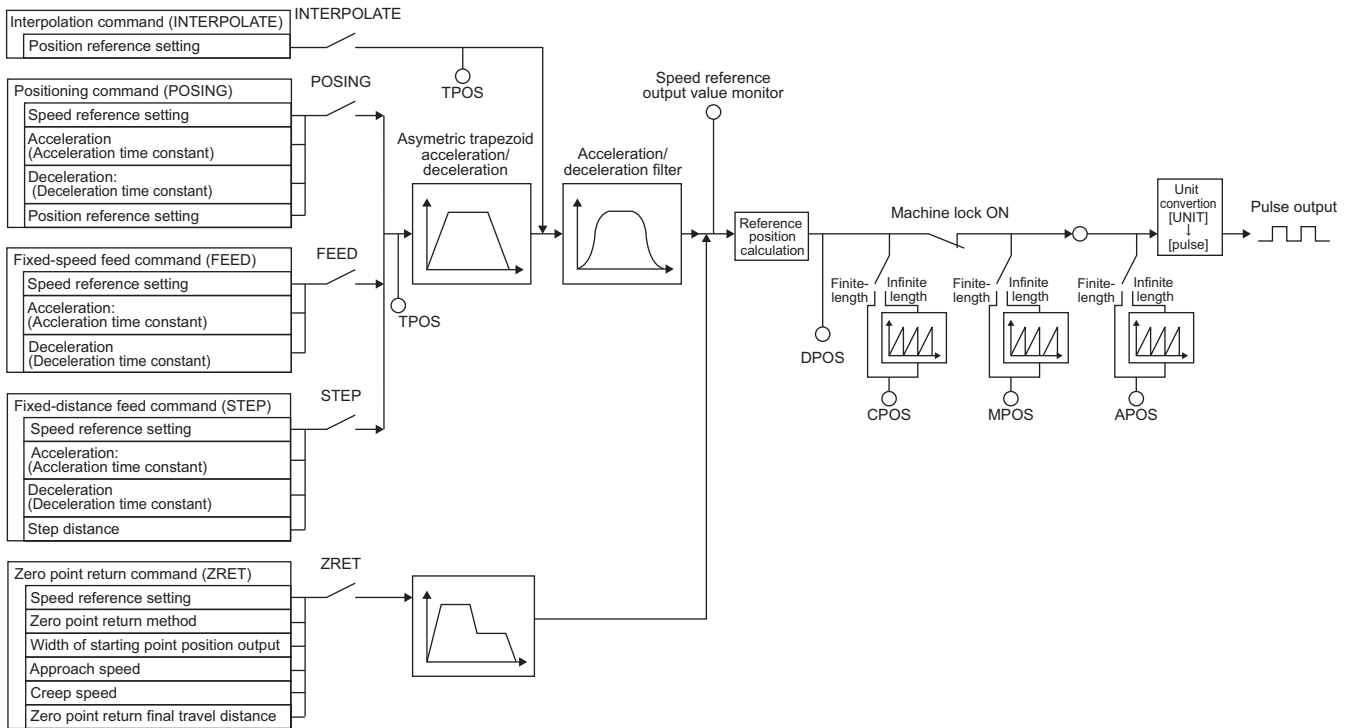 Interpolation command (INTERPOLATE)
Position reference setting
INTERPOLATE
TPOS
Positioning command (POSING)
Speed reference setting
Acceleration
(Acceleration time constant)
Deceleration:
(Deceleration time constant)
Position reference setting
POSING
Fixed-speed feed command (FEED)
Speed reference setting
Acceleration:
(Accleration time constant)
Deceleration
(Deceleration time constant)
FEED
TPOS
Fixed-distance feed command (STEP)
Speed reference setting
Acceleration:
(Accleration time constant)
Deceleration
(Deceleration time constant)
Step distance
STEP
Zero point return command (ZRET)
Speed reference setting
Zero point return method
Width of starting point position output
Approach speed
Creep speed
Zero point return final travel distance
ZRET
Asymetric trapezoid
acceleration/
deceleration
Acceleration/
deceleration filter
Speed reference
output value monitor
Reference
position
calculation
DPOS
Machine lock ON
Finite-
length
Infinite
length
CPOS
Finite-
length
Infinite
length
MPOS
Finite-
length
Infinite
length
APOS
Unit
convertion
[UNIT]
↓
[pulse]
Pulse output